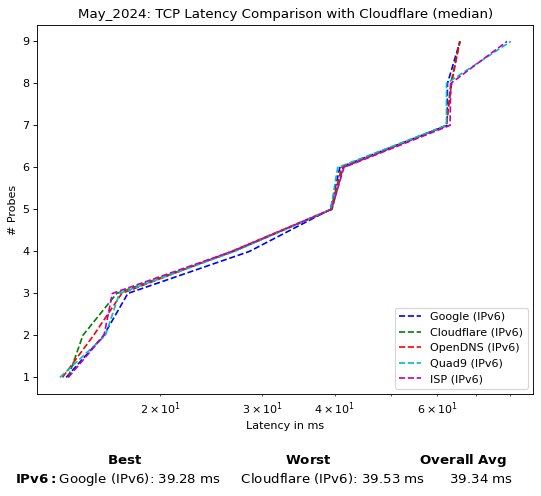 May_2024: TCP Latency Comparison with Cloudflare (median)
9
8
7
6
5
4
3
2
1
# Probes
Google (IPv6)
Cloudflare (IPv6)
OpenDNS (IPv6)
Quad9 (IPv6)
ISP (IPv6)
2 × 10¹ 3 × 10¹ 4 × 10¹ 6 × 10¹
Latency in ms
Best Worst Overall Avg
IPv6: Google (IPv6): 39.28 ms Cloudflare (IPv6): 39.53 ms 39.34 ms